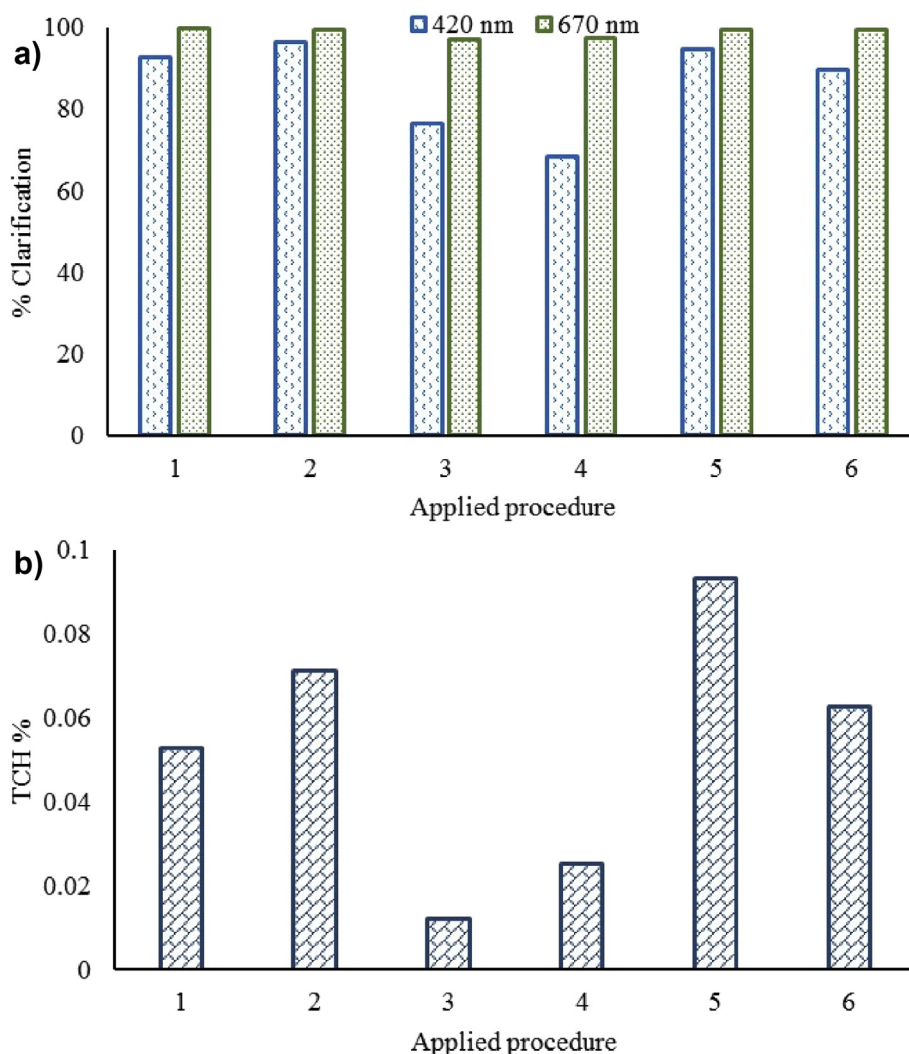 a)
420 nm 670 nm
100
80
60
40
20
0
% Clarification
1 2 3 4 5 6
Applied procedure
b)
0.1
0.08
0.06
0.04
0.02
0
TCH %
1 2 3 4 5 6
Applied procedure